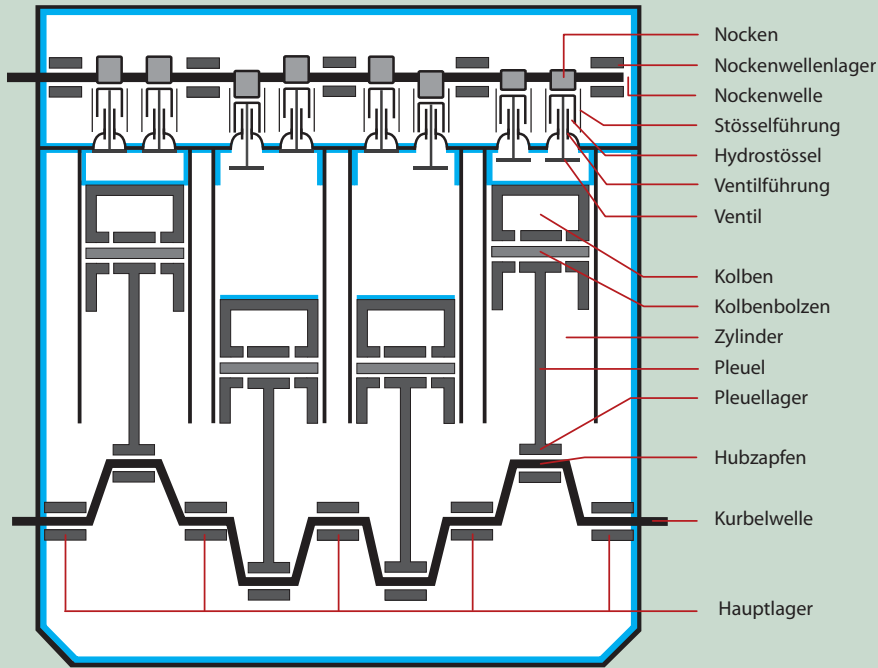 Nocken
Nockenwellenlager
Nockenwelle
Stösselführung
Hydrostössel
Ventilführung
Ventil
Kolben
Kolbenbolzen
Zylinder
Pleuel
Pleuellager
Hubzapfen
Kurbelwelle
Hauptlager